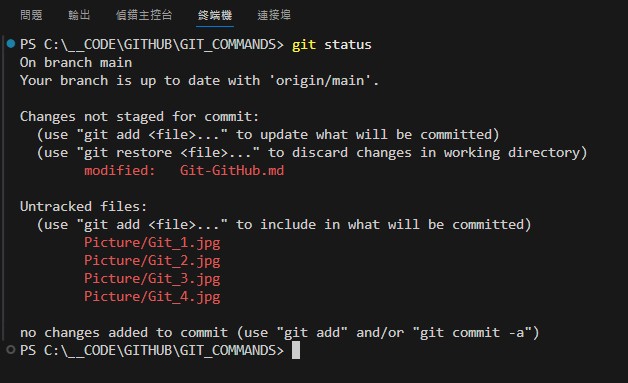 問題 輸出 偵錯主控台 終端機 連接埠
PS C:\__CODE\GITHUB\GIT_COMMANDS> git status
On branch main
Your branch is up to date with 'origin/main'.
Changes not staged for commit:
  (use "git add <file>..." to update what will be committed)
  (use "git restore <file>..." to discard changes in working directory)
        modified:   Git-GitHub.md
Untracked files:
  (use "git add <file>..." to include in what will be committed)
        Picture/Git_1.jpg
        Picture/Git_2.jpg
        Picture/Git_3.jpg
        Picture/Git_4.jpg
no changes added to commit (use "git add" and/or "git commit -a")
PS C:\__CODE\GITHUB\GIT_COMMANDS>